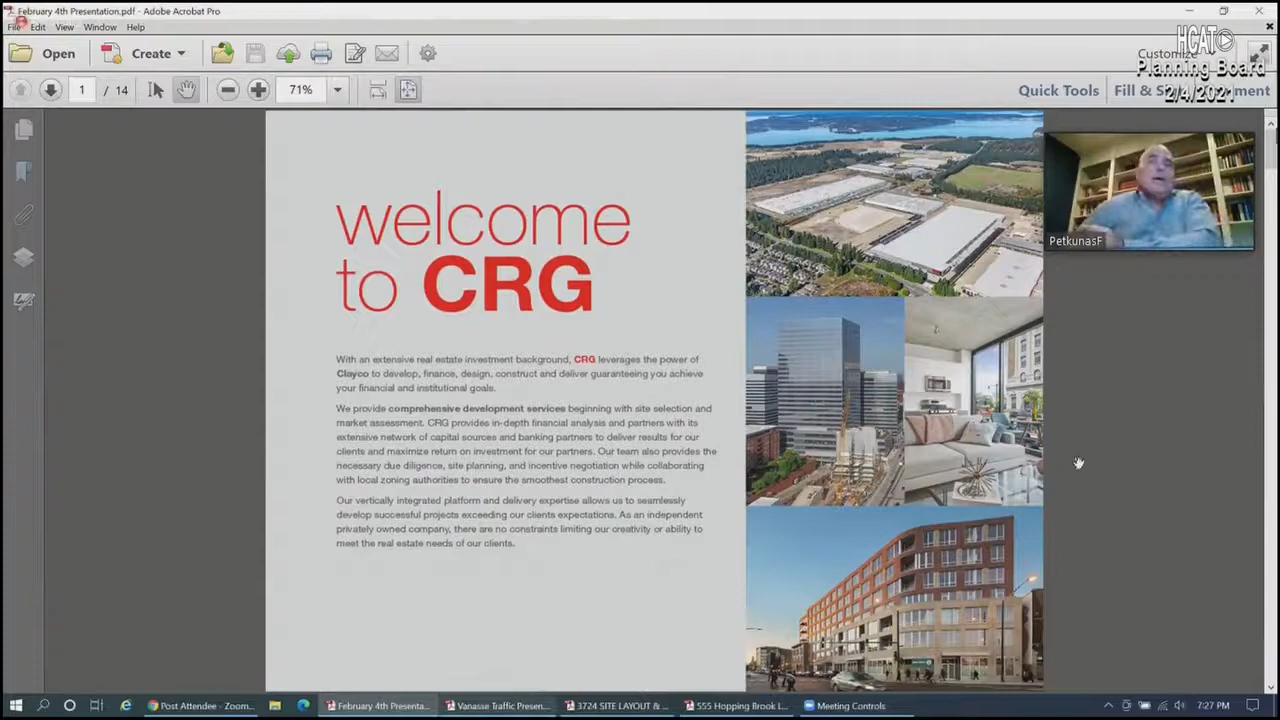 February 4th Presentation.pdf - Adobe Acrobat Pro
File Edit View Window Help
HCAT
Open Create Customize
Planning Board
2/4/2021
1 / 14 71% Quick Tools Fill &
welcome
to CRG
PetkunasF
With an extensive real estate investment background, CRG leverages the power of
Clayco to develop, finance, design, construct and deliver guaranteeing you achieve
your financial and institutional goals.
We provide comprehensive development services beginning with site selection and
market assessment. CRG provides in-depth financial analysis and partners with its
extensive network of capital sources and banking partners to deliver results for our
clients and maximize return on investment for our partners. Our team also provides the
necessary due diligence, site planning, and incentive negotiation while collaborating
with local zoning authorities to ensure the smoothest construction process.
Our vertically integrated platform and delivery expertise allows us to seamlessly
develop successful projects exceeding our clients expectations. As an independent
privately owned company, there are no constraints limiting our creativity or ability to
meet the real estate needs of our clients.
Post Attendee - Zoom... February 4th Presenta... Vanasse Traffic Presen... 3724 SITE LAYOUT &... 555 Hopping Brook L... Meeting Controls 7:27 PM